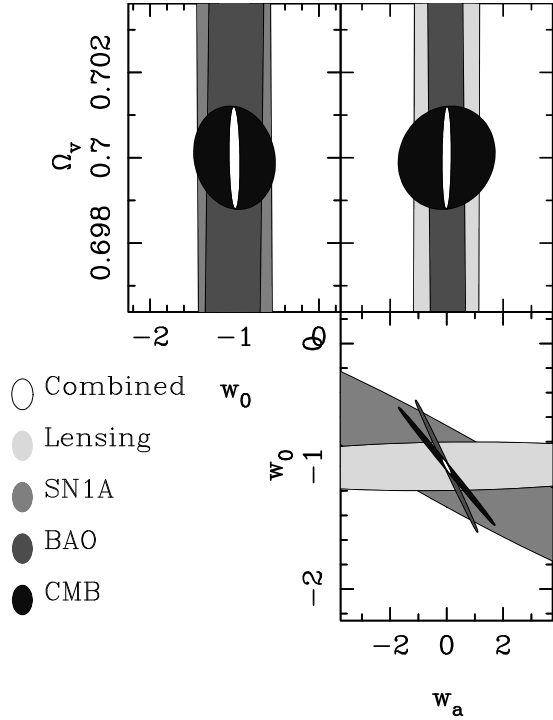 0.702
0.7
0.698
Ω_v
−2
−1
0
w_0
0
−1
−2
w_0
−2
0
2
w_a
Combined
Lensing
SN1A
BAO
CMB